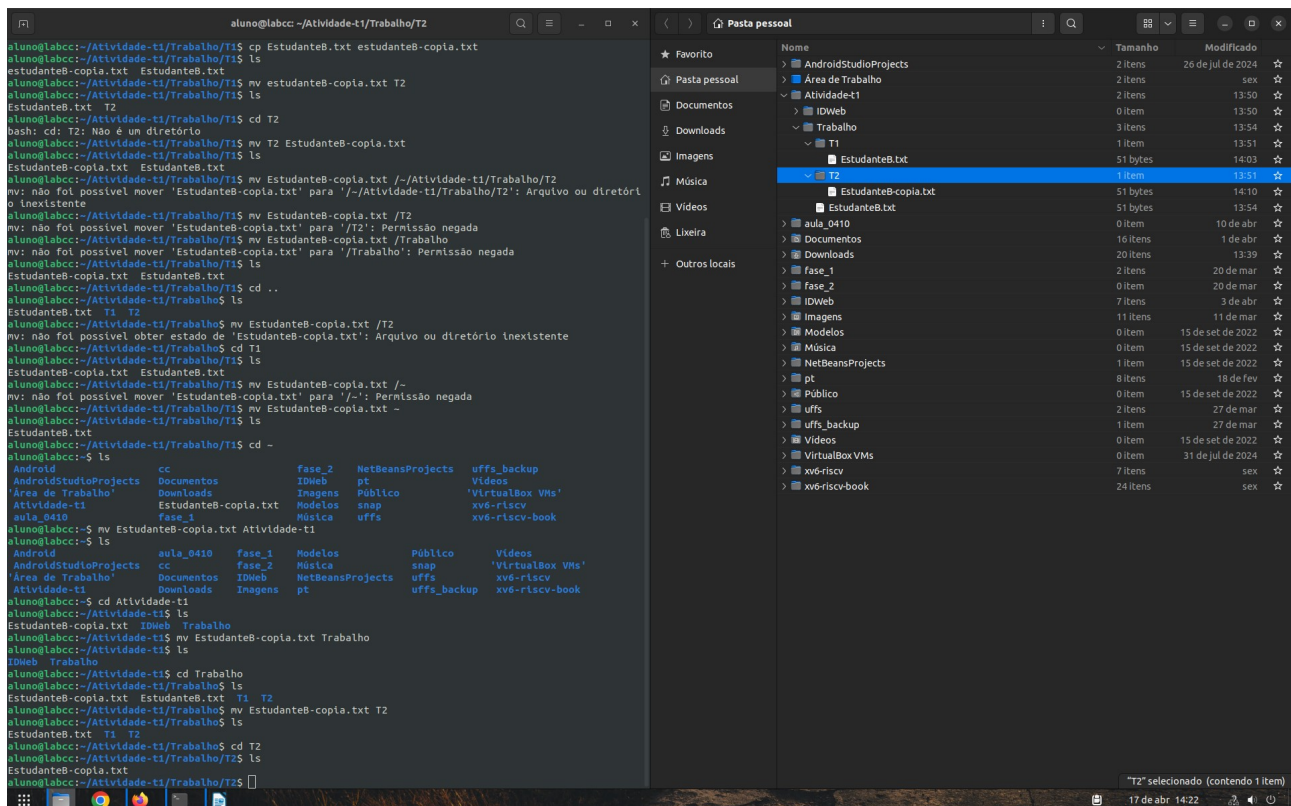 aluno@labcc: ~/Atividade-t1/Trabalho/T2
aluno@labcc:~/Atividade-t1/Trabalho/T1$ cp EstudanteB.txt estudanteB-copia.txt
aluno@labcc:~/Atividade-t1/Trabalho/T1$ ls
estudanteB-copia.txt  EstudanteB.txt
aluno@labcc:~/Atividade-t1/Trabalho/T1$ mv estudanteB-copia.txt T2
aluno@labcc:~/Atividade-t1/Trabalho/T1$ ls
EstudanteB.txt  T2
aluno@labcc:~/Atividade-t1/Trabalho/T1$ cd T2
bash: cd: T2: Não é um diretório
aluno@labcc:~/Atividade-t1/Trabalho/T1$ mv T2 EstudanteB-copia.txt
aluno@labcc:~/Atividade-t1/Trabalho/T1$ ls
EstudanteB-copia.txt  EstudanteB.txt
aluno@labcc:~/Atividade-t1/Trabalho/T1$ mv EstudanteB-copia.txt /~/Atividade-t1/Trabalho/T2
mv: não foi possível mover 'EstudanteB-copia.txt' para '/~/Atividade-t1/Trabalho/T2': Arquivo ou diretóri
o inexistente
aluno@labcc:~/Atividade-t1/Trabalho/T1$ mv EstudanteB-copia.txt /T2
mv: não foi possível mover 'EstudanteB-copia.txt' para '/T2': Permissão negada
aluno@labcc:~/Atividade-t1/Trabalho/T1$ mv EstudanteB-copia.txt /Trabalho
mv: não foi possível mover 'EstudanteB-copia.txt' para '/Trabalho': Permissão negada
aluno@labcc:~/Atividade-t1/Trabalho/T1$ ls
EstudanteB-copia.txt  EstudanteB.txt
aluno@labcc:~/Atividade-t1/Trabalho/T1$ cd ..
aluno@labcc:~/Atividade-t1/Trabalho$ ls
EstudanteB.txt  T1  T2
aluno@labcc:~/Atividade-t1/Trabalho$ mv EstudanteB-copia.txt /T2
mv: não foi possível obter estado de 'EstudanteB-copia.txt': Arquivo ou diretório inexistente
aluno@labcc:~/Atividade-t1/Trabalho$ cd T1
aluno@labcc:~/Atividade-t1/Trabalho/T1$ ls
EstudanteB-copia.txt  EstudanteB.txt
aluno@labcc:~/Atividade-t1/Trabalho/T1$ mv EstudanteB-copia.txt /~
mv: não foi possível mover 'EstudanteB-copia.txt' para '/~': Permissão negada
aluno@labcc:~/Atividade-t1/Trabalho/T1$ mv EstudanteB-copia.txt ~
aluno@labcc:~/Atividade-t1/Trabalho/T1$ ls
EstudanteB.txt
aluno@labcc:~/Atividade-t1/Trabalho/T1$ cd ~
aluno@labcc:~$ ls
Android  cc  fase_2  NetBeansProjects  uffs_backup
AndroidStudioProjects  Documentos  IDWeb  pt  Vídeos
'Área de Trabalho'  Downloads  Imagens  Público  'VirtualBox VMs'
Atividade-t1  EstudanteB-copia.txt  Modelos  snap  xv6-riscv
aula_0410  fase_1  Música  uffs  xv6-riscv-book
aluno@labcc:~$ mv EstudanteB-copia.txt Atividade-t1
aluno@labcc:~$ ls
Android  aula_0410  fase_1  Modelos  Público  Vídeos
AndroidStudioProjects  cc  fase_2  Música  snap  'VirtualBox VMs'
'Área de Trabalho'  Documentos  IDWeb  NetBeansProjects  uffs  xv6-riscv
Atividade-t1  Downloads  Imagens  pt  uffs_backup  xv6-riscv-book
aluno@labcc:~$ cd Atividade-t1
aluno@labcc:~/Atividade-t1$ ls
EstudanteB-copia.txt  IDWeb  Trabalho
aluno@labcc:~/Atividade-t1$ mv EstudanteB-copia.txt Trabalho
aluno@labcc:~/Atividade-t1$ ls
IDWeb  Trabalho
aluno@labcc:~/Atividade-t1$ cd Trabalho
aluno@labcc:~/Atividade-t1/Trabalho$ ls
EstudanteB-copia.txt  EstudanteB.txt  T1  T2
aluno@labcc:~/Atividade-t1/Trabalho$ mv EstudanteB-copia.txt T2
aluno@labcc:~/Atividade-t1/Trabalho$ ls
EstudanteB.txt  T1  T2
aluno@labcc:~/Atividade-t1/Trabalho$ cd T2
aluno@labcc:~/Atividade-t1/Trabalho/T2$ ls
EstudanteB-copia.txt
aluno@labcc:~/Atividade-t1/Trabalho/T2$
Pasta pessoal
Favorito
Pasta pessoal
Documentos
Downloads
Imagens
Música
Vídeos
Lixeira
Outros locais
Nome  Tamanho  Modificado
AndroidStudioProjects  2 itens  26 de jul de 2024
Área de Trabalho  2 itens  sex
Atividade-t1  2 itens  13:50
IDWeb  0 item  13:50
Trabalho  3 itens  13:54
T1  1 item  13:51
EstudanteB.txt  51 bytes  14:03
T2  1 item  13:51
EstudanteB-copia.txt  51 bytes  14:10
EstudanteB.txt  51 bytes  13:54
aula_0410  0 item  10 de abr
Documentos  16 itens  1 de abr
Downloads  20 itens  13:39
fase_1  2 itens  20 de mar
fase_2  0 item  20 de mar
IDWeb  7 itens  3 de abr
Imagens  11 itens  11 de mar
Modelos  0 item  15 de set de 2022
Música  0 item  15 de set de 2022
NetBeansProjects  1 item  15 de set de 2022
pt  8 itens  18 de fev
Público  0 item  15 de set de 2022
uffs  2 itens  27 de mar
uffs_backup  1 item  27 de mar
Vídeos  0 item  15 de set de 2022
VirtualBox VMs  0 item  31 de jul de 2024
xv6-riscv  7 itens  sex
xv6-riscv-book  24 itens  sex
"T2" selecionado (contendo 1 item)
17 de abr  14:22